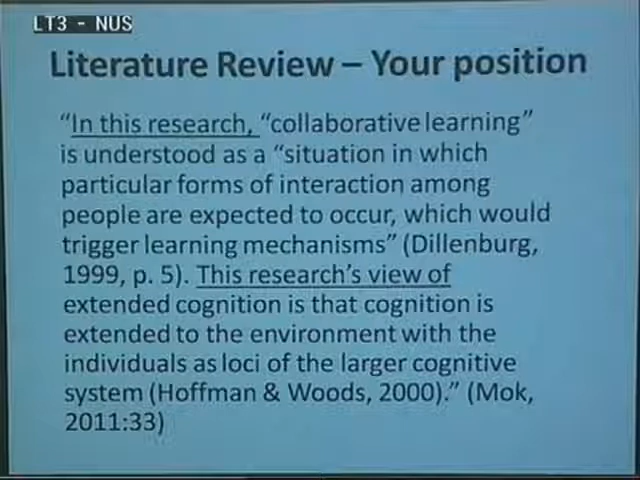 LT3 - NUS
Literature Review – Your position
“In this research, “collaborative learning”
is understood as a “situation in which
particular forms of interaction among
people are expected to occur, which would
trigger learning mechanisms” (Dillenburg,
1999, p. 5). This research’s view of
extended cognition is that cognition is
extended to the environment with the
individuals as loci of the larger cognitive
system (Hoffman & Woods, 2000).” (Mok,
2011:33)